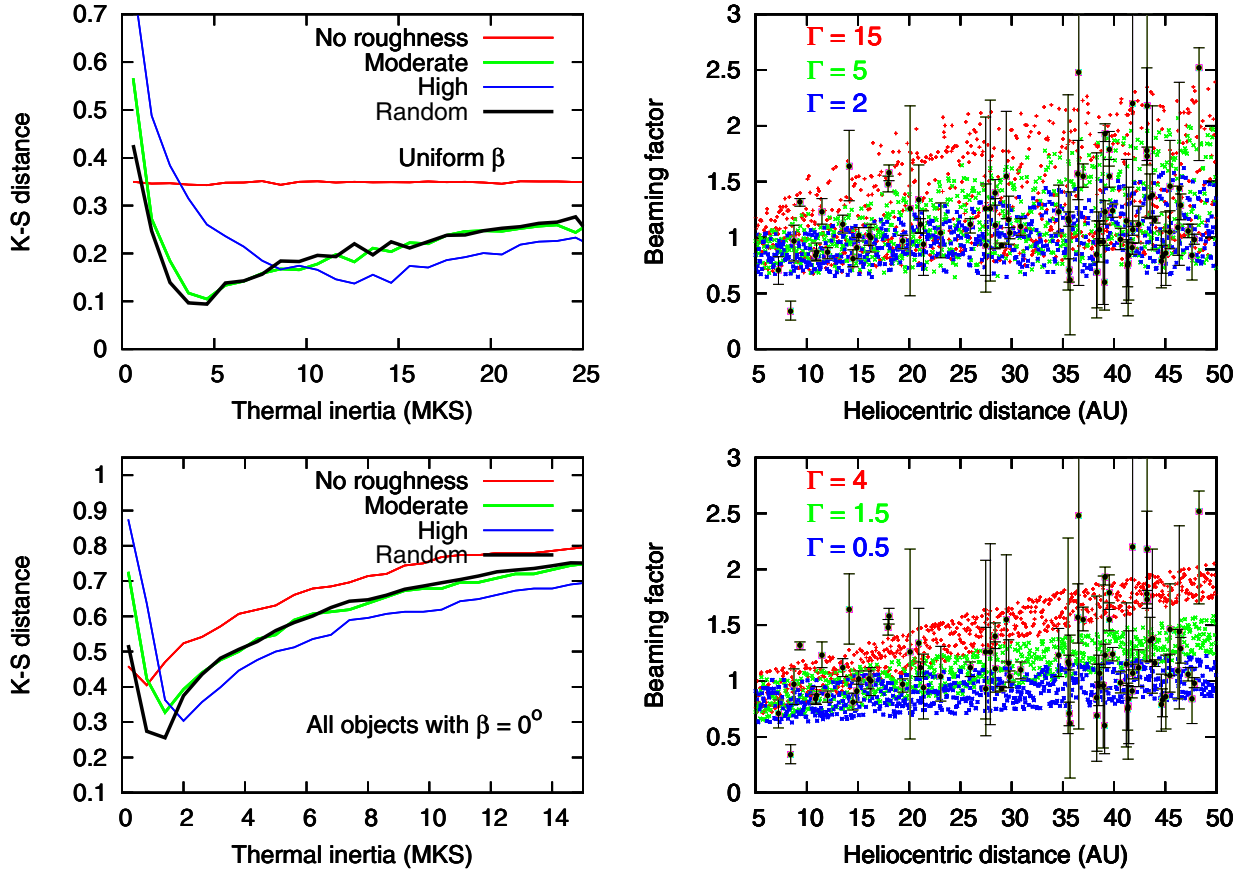 0.7
0.6
0.5
0.4
0.3
0.2
0.1
0
K-S distance
No roughness
Moderate
High
Random
Uniform β
0 5 10 15 20 25
Thermal inertia (MKS)
3
2.5
2
1.5
1
0.5
0
Beaming factor
Γ = 15
Γ = 5
Γ = 2
5 10 15 20 25 30 35 40 45 50
Heliocentric distance (AU)
1
0.9
0.8
0.7
0.6
0.5
0.4
0.3
0.2
0.1
K-S distance
No roughness
Moderate
High
Random
All objects with β = 0°
0 2 4 6 8 10 12 14
Thermal inertia (MKS)
3
2.5
2
1.5
1
0.5
0
Beaming factor
Γ = 4
Γ = 1.5
Γ = 0.5
5 10 15 20 25 30 35 40 45 50
Heliocentric distance (AU)